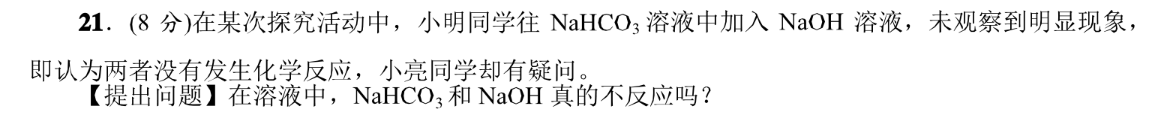 21．(8 分)在某次探究活动中，小明同学往 NaHCO₃ 溶液中加入 NaOH 溶液，未观察到明显现象，
即认为两者没有发生化学反应，小亮同学却有疑问。
【提出问题】在溶液中，NaHCO₃ 和 NaOH 真的不反应吗？